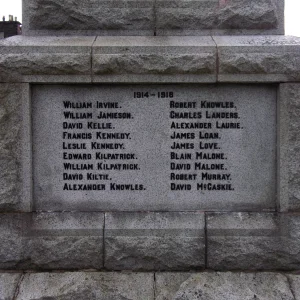 1914-1918
William Irvine.
William Jamieson.
David Kellie.
Francis Kennedy.
Leslie Kennedy.
Edward Kilpatrick.
William Kilpatrick.
David Kiltie.
Alexander Knowles.
Robert Knowles.
Charles Landers.
Alexander Laurie.
James Loan.
James Love.
Blain Malone.
David Malone.
Robert Murray.
David McCaskie.